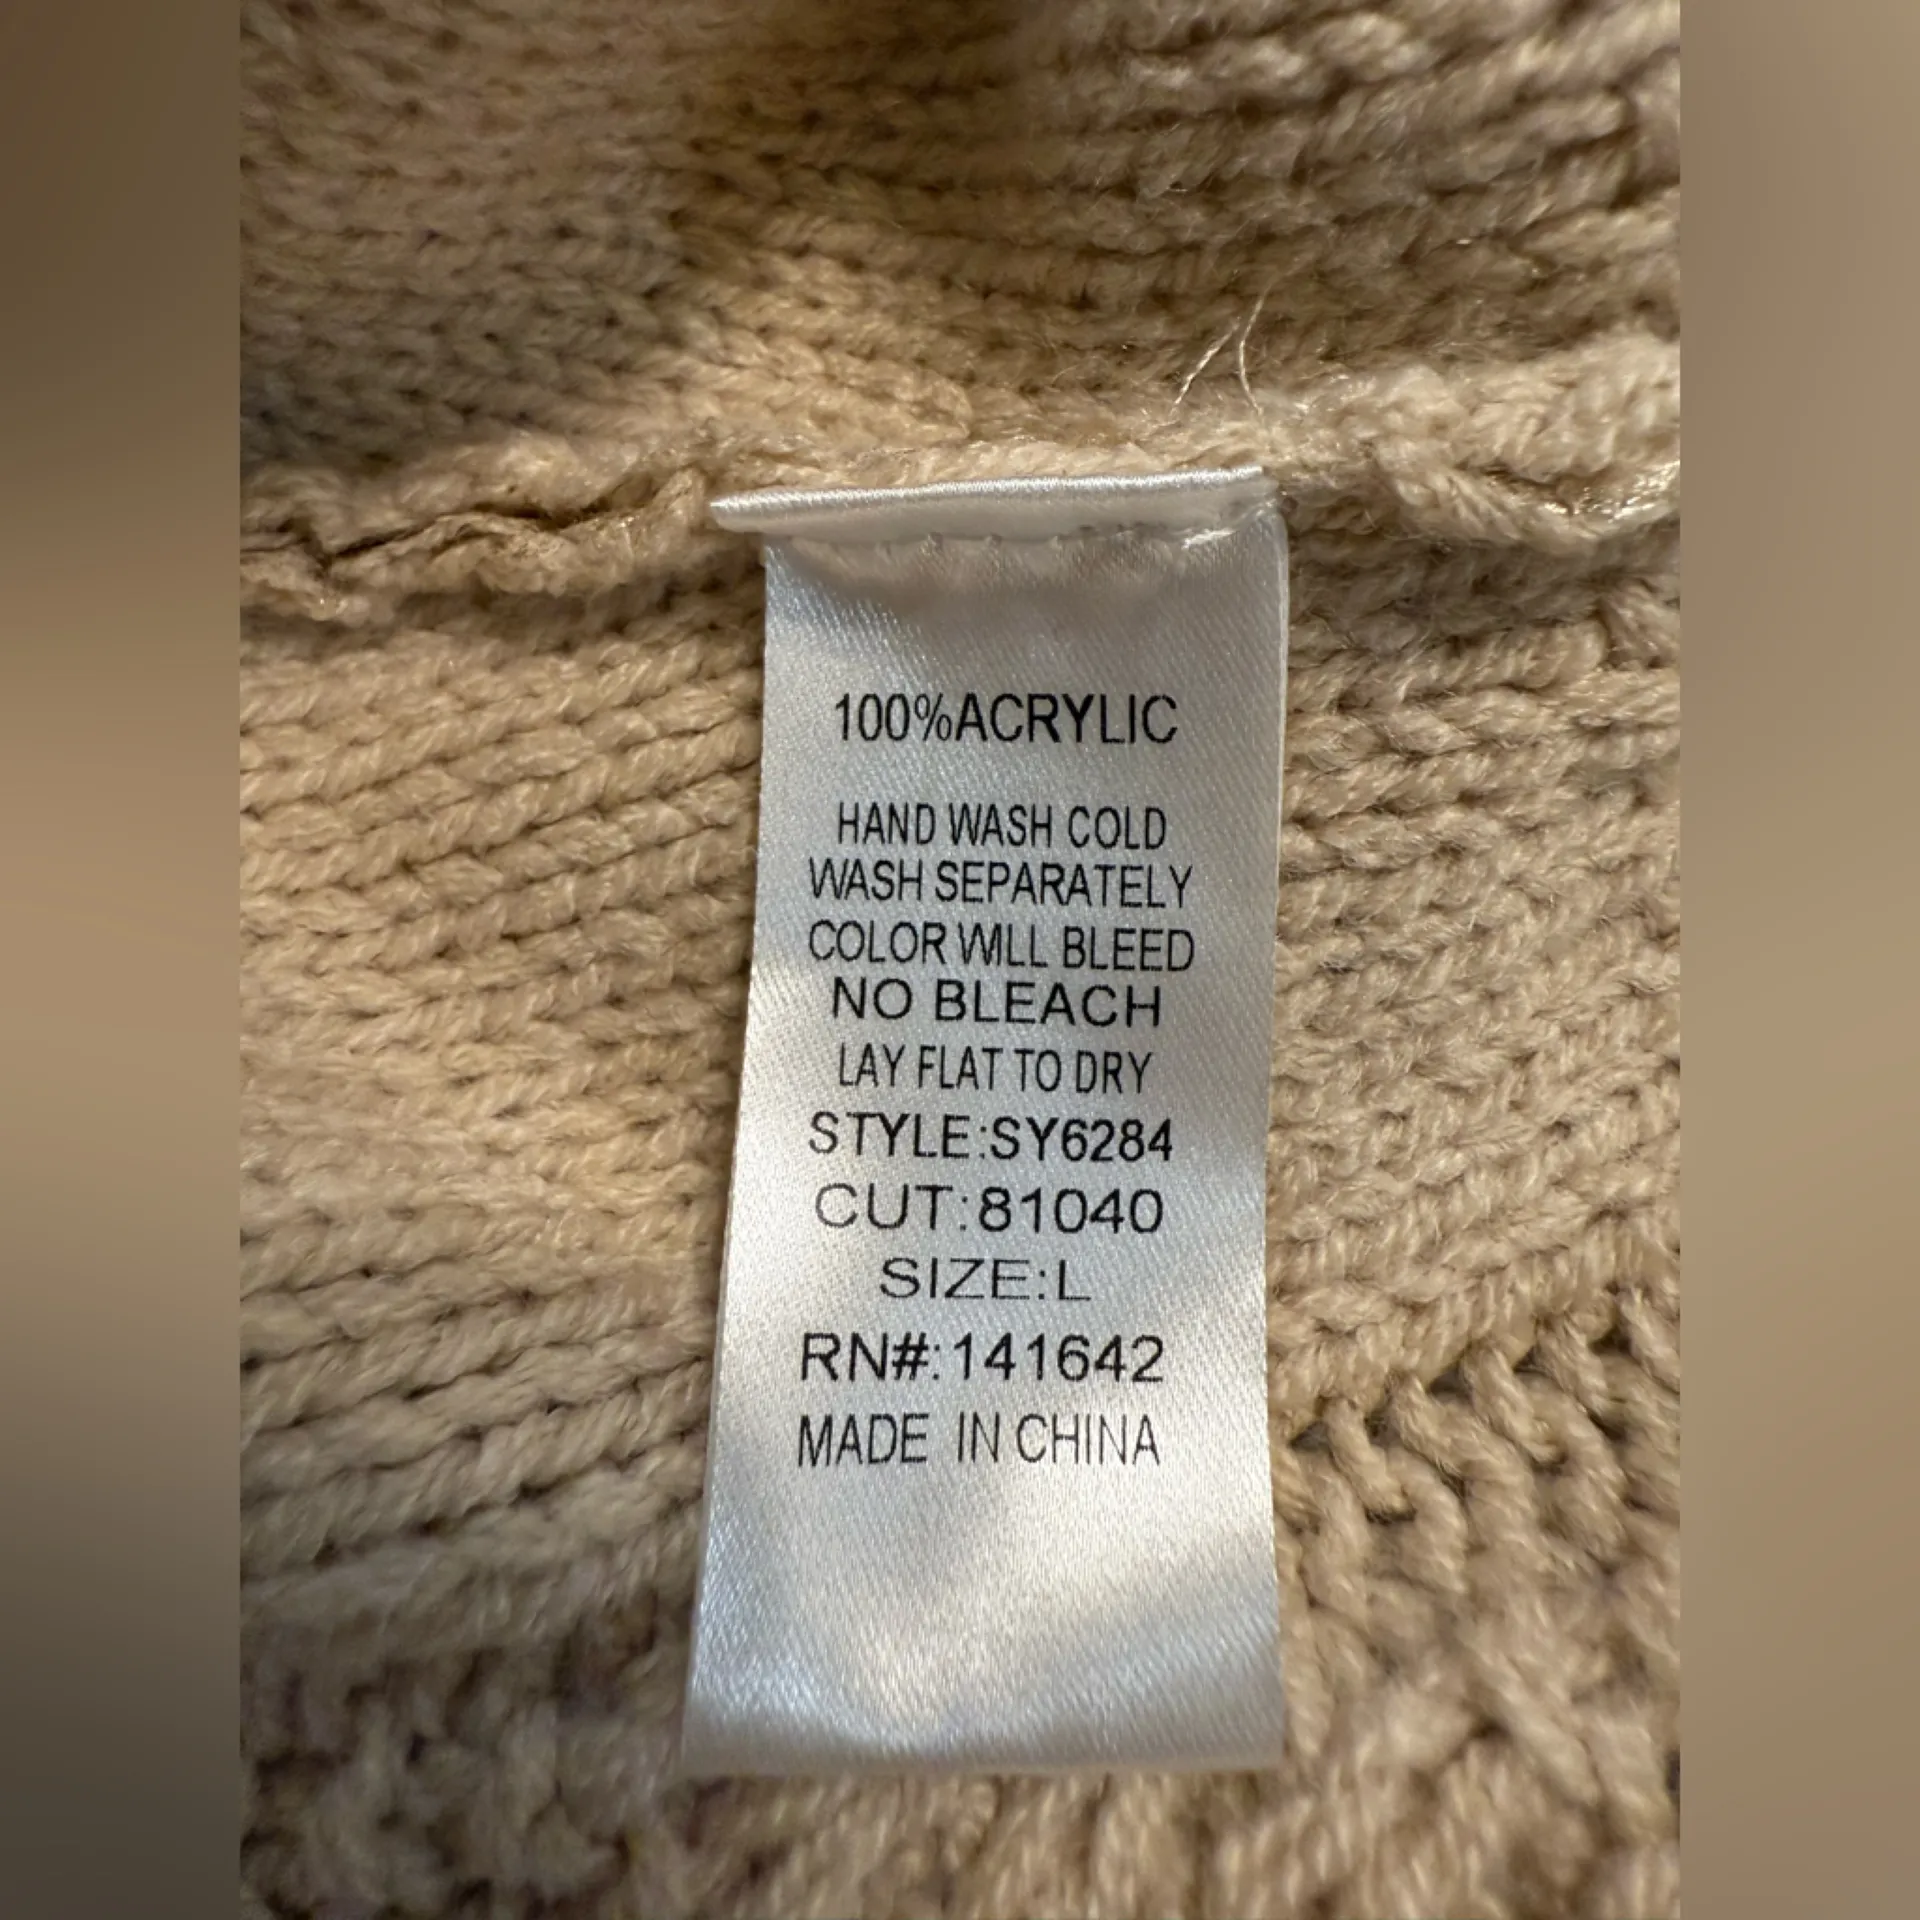 100%ACRYLIC
HAND WASH COLD
WASH SEPARATELY
COLOR WILL BLEED
NO BLEACH
LAY FLAT TO DRY
STYLE:SY6284
CUT:81040
SIZE:L
RN#:141642
MADE IN CHINA